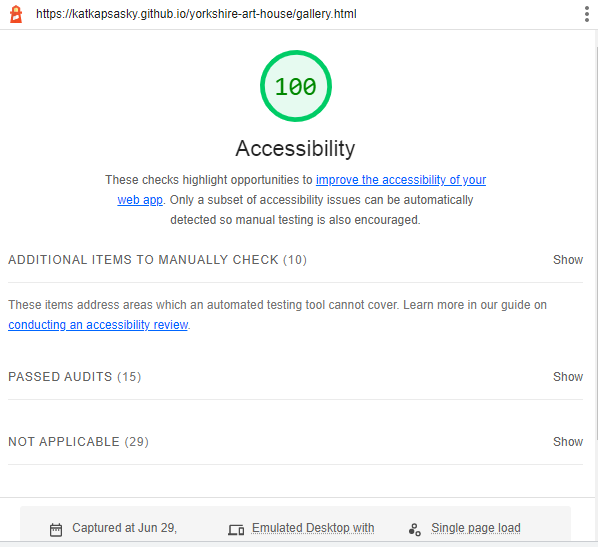 https://katkapsasky.github.io/yorkshire-art-house/gallery.html
100
Accessibility
These checks highlight opportunities to improve the accessibility of your
web app. Only a subset of accessibility issues can be automatically
detected so manual testing is also encouraged.
ADDITIONAL ITEMS TO MANUALLY CHECK (10)
Show
These items address areas which an automated testing tool cannot cover. Learn more in our guide on
conducting an accessibility review.
PASSED AUDITS (15)
Show
NOT APPLICABLE (29)
Show
Captured at Jun 29,
Emulated Desktop with
Single page load